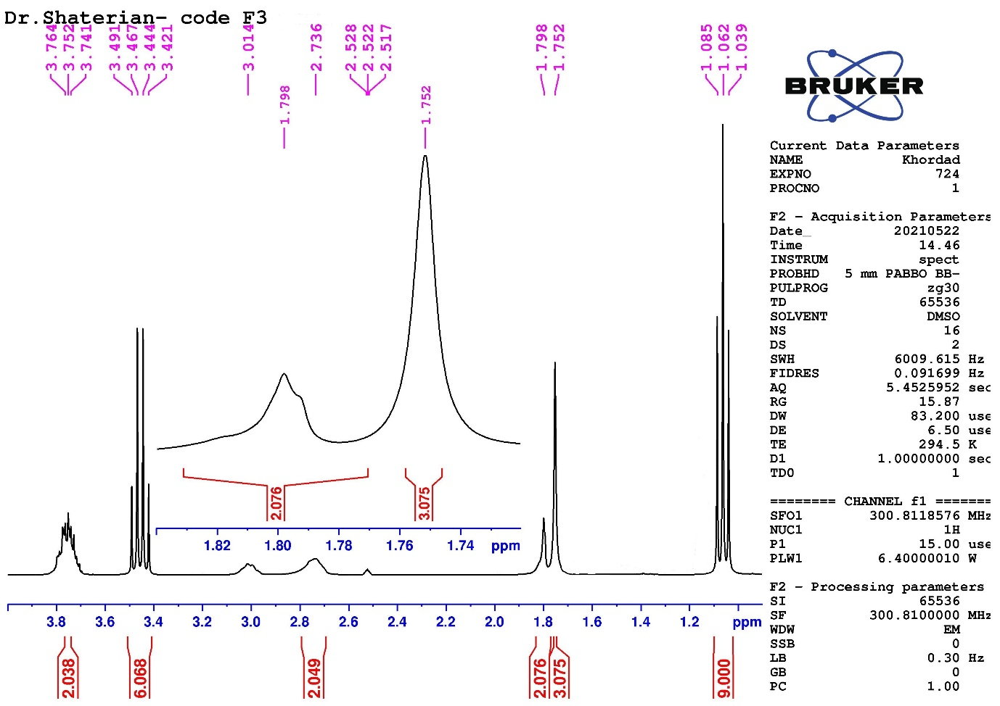 Dr.Shaterian- code F3
3.764
3.752
3.741
3.491
3.467
3.444
3.421
3.014
2.736
2.528
2.522
2.517
1.798
1.752
1.085
1.062
1.039
1.798
1.752
2.076
3.075
1.82 1.80 1.78 1.76 1.74 ppm
3.8 3.6 3.4 3.2 3.0 2.8 2.6 2.4 2.2 2.0 1.8 1.6 1.4 1.2 ppm
2.038
6.068
2.049
2.076
3.075
9.000
BRUKER
Current Data Parameters
NAME Khordad
EXPNO 724
PROCNO 1
F2 - Acquisition Parameters
Date_ 20210522
Time 14.46
INSTRUM spect
PROBHD 5 mm PABBO BB-
PULPROG zg30
TD 65536
SOLVENT DMSO
NS 16
DS 2
SWH 6009.615 Hz
FIDRES 0.091699 Hz
AQ 5.4525952 sec
RG 15.87
DW 83.200 use
DE 6.50 use
TE 294.5 K
D1 1.00000000 sec
TD0 1
======== CHANNEL f1 =======
SFO1 300.8118576 MHz
NUC1 1H
P1 15.00 use
PLW1 6.40000010 W
F2 - Processing parameters
SI 65536
SF 300.8100000 MHz
WDW EM
SSB 0
LB 0.30 Hz
GB 0
PC 1.00